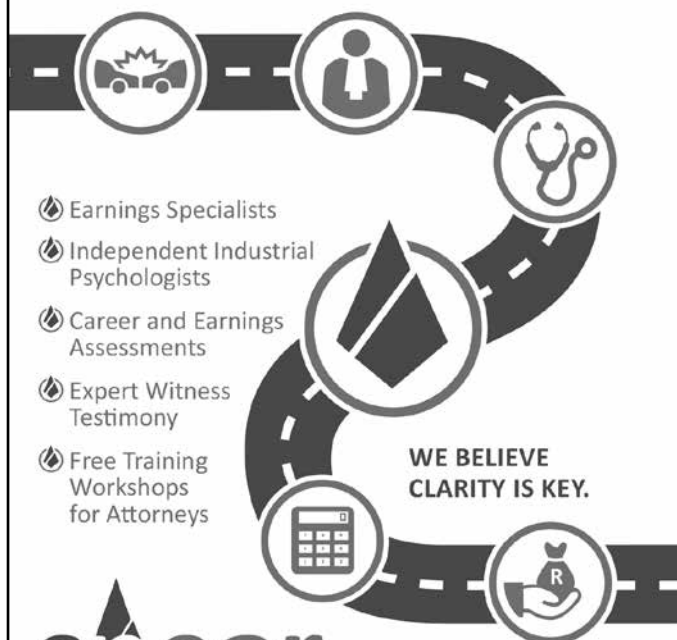 Earnings Specialists
Independent Industrial
Psychologists
Career and Earnings
Assessments
Expert Witness
Testimony
Free Training
Workshops
for Attorneys
WE BELIEVE
CLARITY IS KEY.
0
R